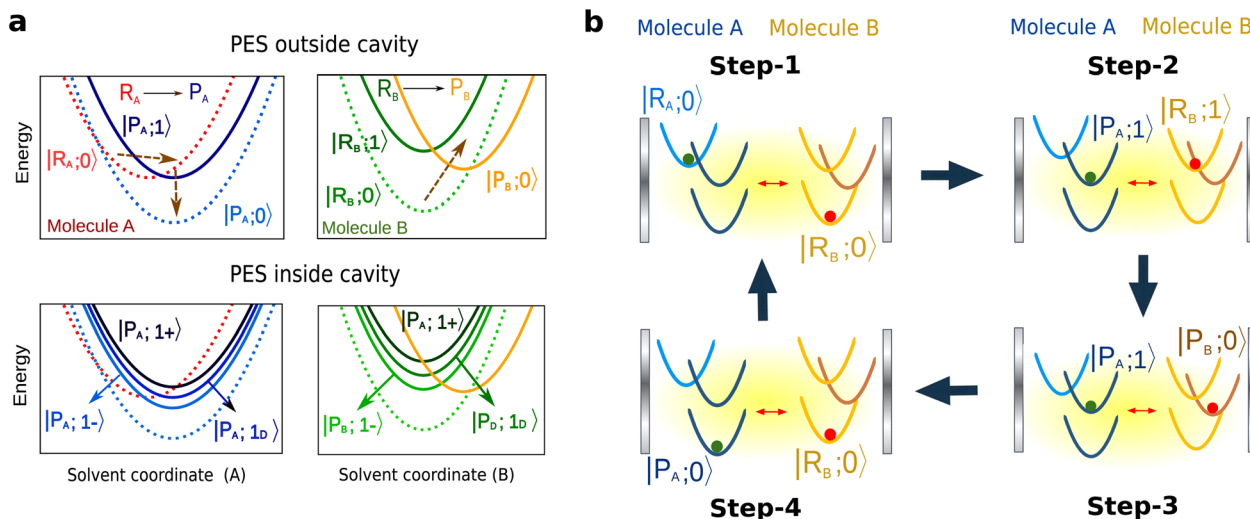 a
PES outside cavity
Energy
R_A → P_A
|P_A;1⟩
|R_A;0⟩
|P_A;0⟩
Molecule A
R_B → P_B
|R_B;1⟩
|R_B;0⟩
|P_B;0⟩
Molecule B
PES inside cavity
Energy
|P_A; 1+⟩
|P_A; 1-⟩
|P_A; 1_D⟩
Solvent coordinate (A)
|P_A; 1+⟩
|P_B; 1-⟩
|P_D; 1_D⟩
Solvent coordinate (B)
b
Molecule A Molecule B
Step-1
|R_A;0⟩
|R_B;0⟩
Molecule A Molecule B
Step-2
|P_A;1⟩
|R_B;1⟩
|P_A;1⟩
|P_B;0⟩
Step-3
|P_A;0⟩
|R_B;0⟩
Step-4